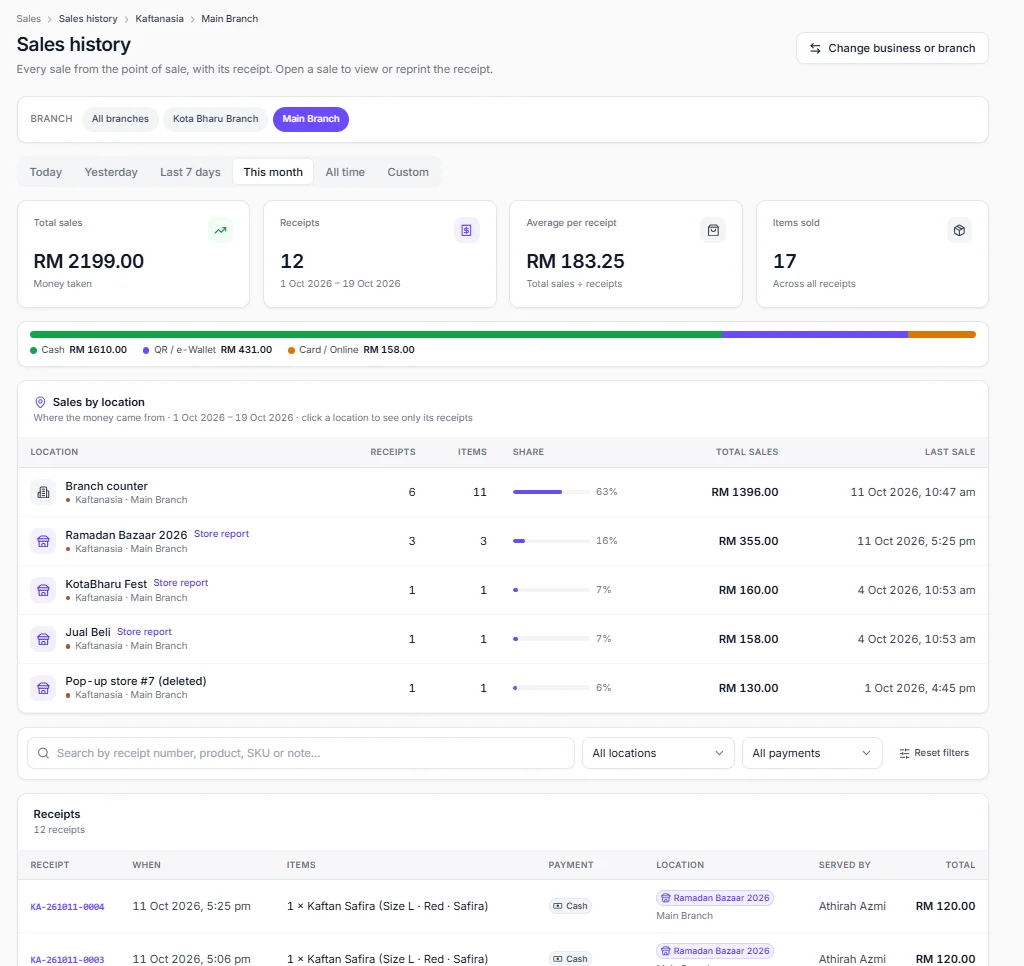 Sales > Sales history > Kaftanasia > Main Branch
Sales history
Change business or branch
Every sale from the point of sale, with its receipt. Open a sale to view or reprint the receipt.
BRANCH All branches Kota Bharu Branch Main Branch
Today Yesterday Last 7 days This month All time Custom
Total sales
RM 2199.00
Money taken
Receipts
12
1 Oct 2026 – 19 Oct 2026
Average per receipt
RM 183.25
Total sales ÷ receipts
Items sold
17
Across all receipts
Cash RM 1610.00 QR / e-Wallet RM 431.00 Card / Online RM 158.00
Sales by location
Where the money came from · 1 Oct 2026 – 19 Oct 2026 · click a location to see only its receipts
LOCATION RECEIPTS ITEMS SHARE TOTAL SALES LAST SALE
Branch counter
Kaftanasia · Main Branch
6 11 63% RM 1396.00 11 Oct 2026, 10:47 am
Ramadan Bazaar 2026 Store report
Kaftanasia · Main Branch
3 3 16% RM 355.00 11 Oct 2026, 5:25 pm
KotaBharu Fest Store report
Kaftanasia · Main Branch
1 1 7% RM 160.00 4 Oct 2026, 10:53 am
Jual Beli Store report
Kaftanasia · Main Branch
1 1 7% RM 158.00 4 Oct 2026, 10:53 am
Pop-up store #7 (deleted)
Kaftanasia · Main Branch
1 1 6% RM 130.00 1 Oct 2026, 4:45 pm
Search by receipt number, product, SKU or note... All locations All payments Reset filters
Receipts
12 receipts
RECEIPT WHEN ITEMS PAYMENT LOCATION SERVED BY TOTAL
KA-261011-0004 11 Oct 2026, 5:25 pm 1 × Kaftan Safira (Size L · Red · Safira) Cash Ramadan Bazaar 2026 Athirah Azmi RM 120.00
Main Branch
KA-261011-0003 11 Oct 2026, 5:06 pm 1 × Kaftan Safira (Size L · Red · Safira) Cash Ramadan Bazaar 2026 Athirah Azmi RM 120.00